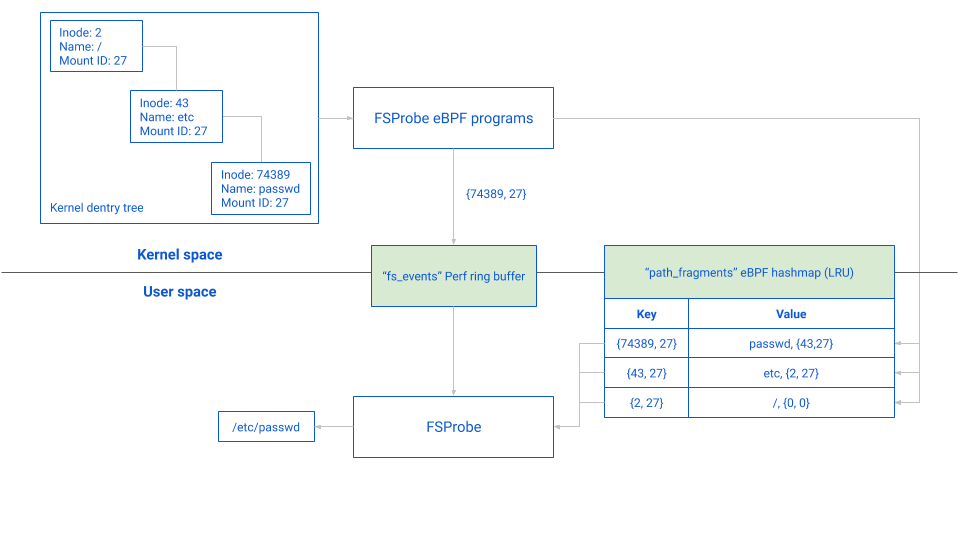 Inode: 2
Name: /
Mount ID: 27
Inode: 43
Name: etc
Mount ID: 27
Inode: 74389
Name: passwd
Mount ID: 27
Kernel dentry tree
FSProbe eBPF programs
{74389, 27}
Kernel space
User space
“fs_events” Perf ring buffer
“path_fragments” eBPF hashmap (LRU)
Key Value
{74389, 27} passwd, {43,27}
{43, 27} etc, {2, 27}
{2, 27} /, {0, 0}
FSProbe
/etc/passwd